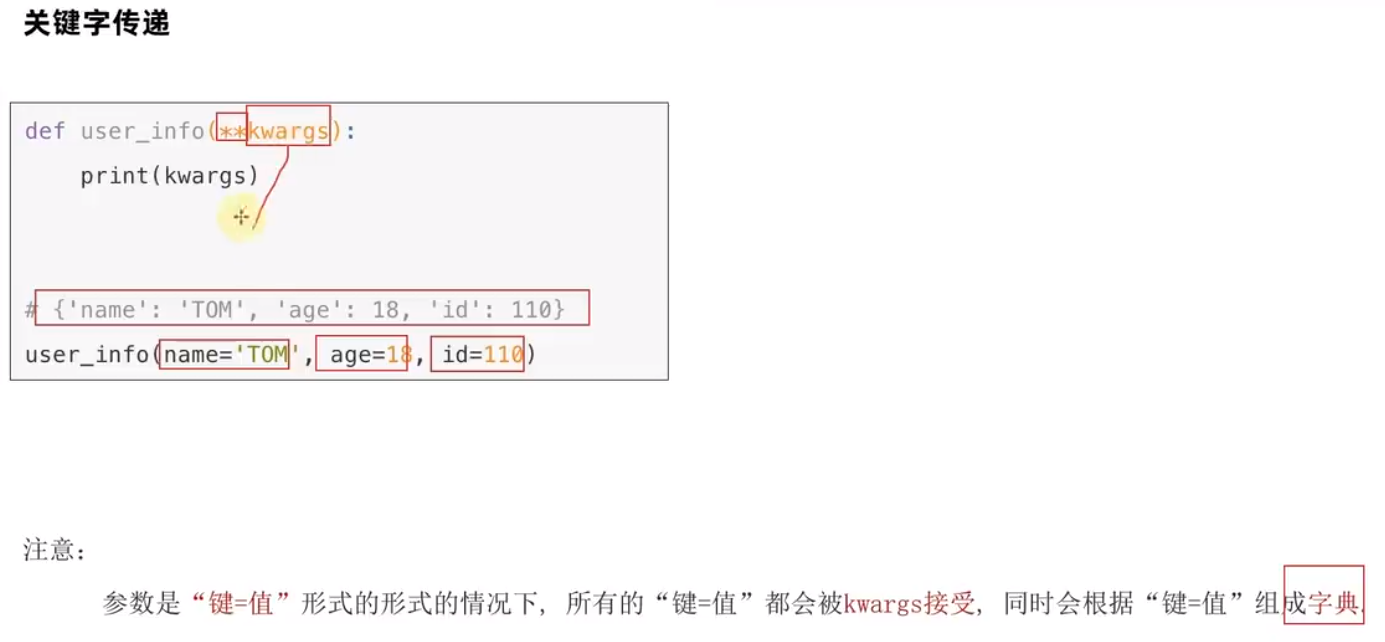 关键字传递
def user_info(**kwargs):
print(kwargs)
# {'name': 'TOM', 'age': 18, 'id': 110}
user_info(name='TOM', age=18, id=110)
注意：
参数是“键=值”形式的形式的情况下, 所有的“键=值”都会被kwargs接受, 同时会根据“键=值”组成字典.